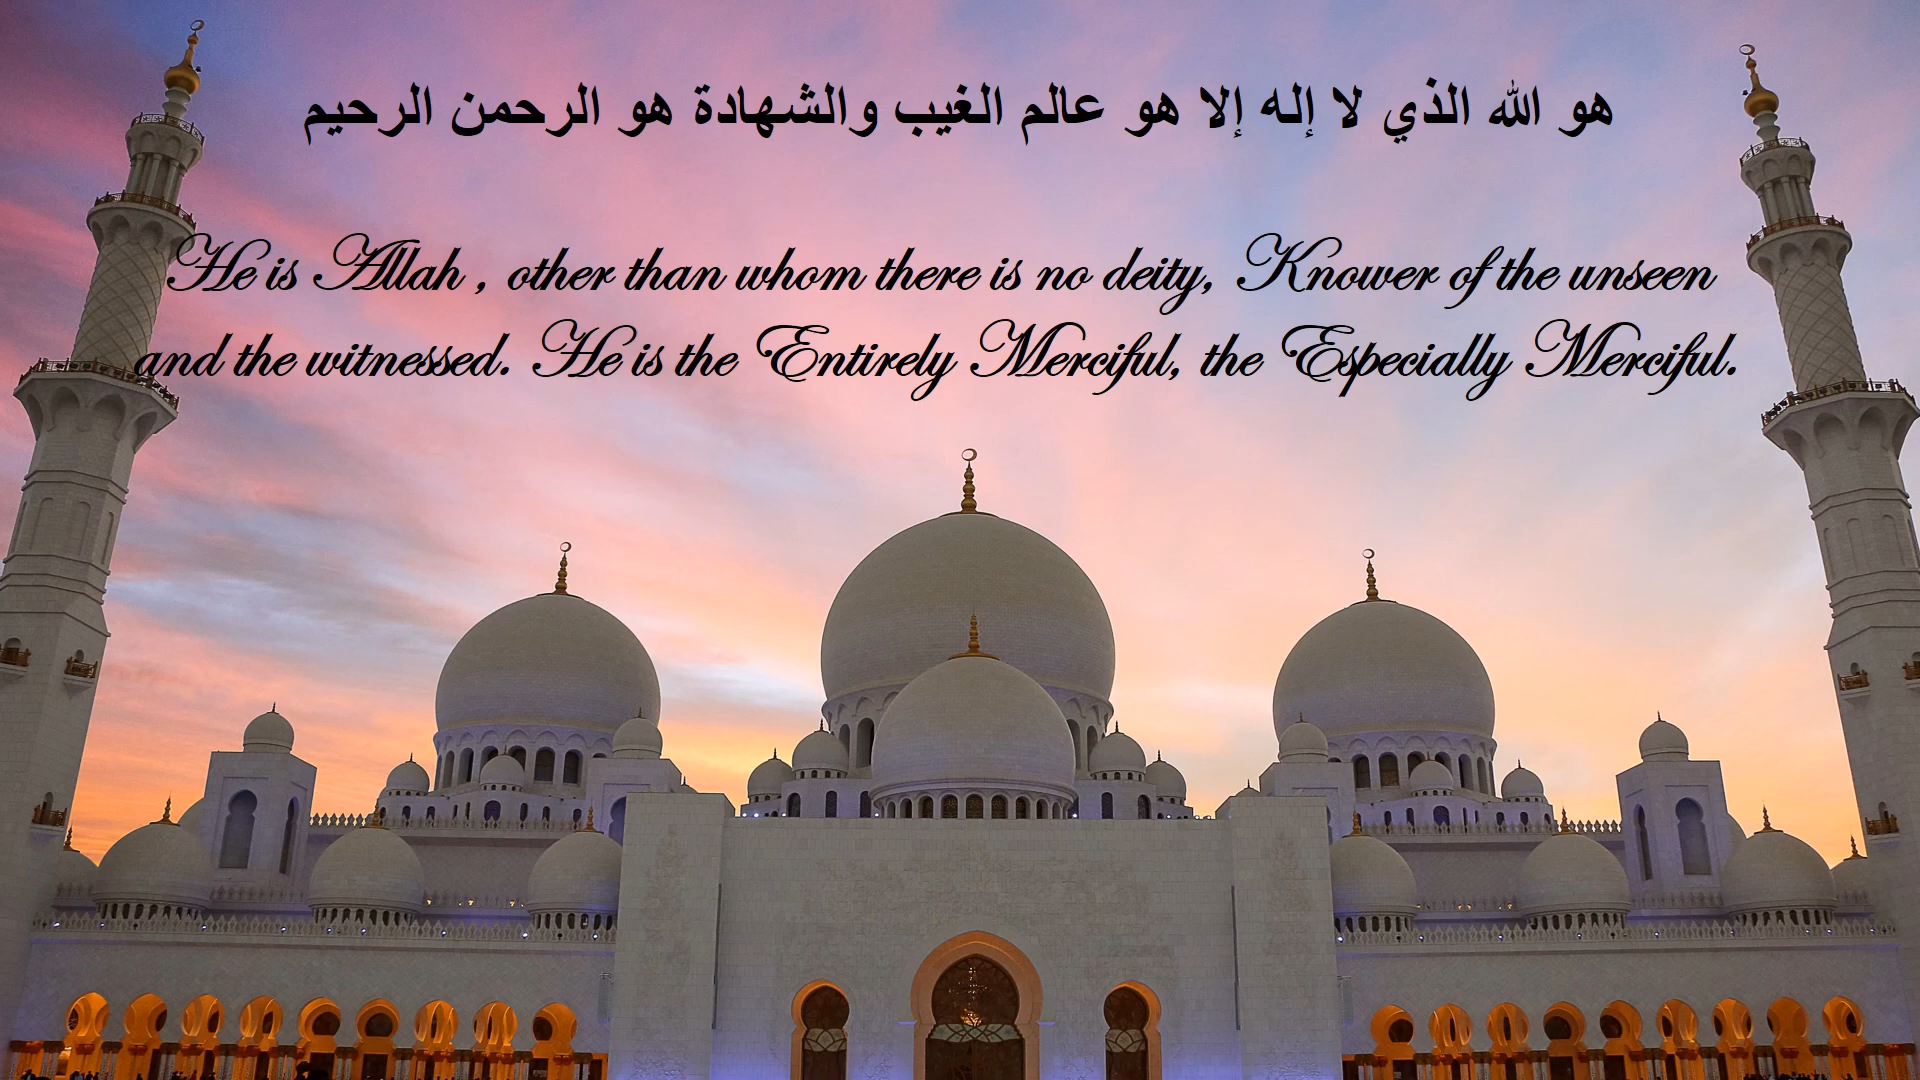 هو الله الذي لا إله إلا هو عالم الغيب والشهادة هو الرحمن الرحيم
He is Allah , other than whom there is no deity, Knower of the unseen
and the witnessed. He is the Entirely Merciful, the Especially Merciful.